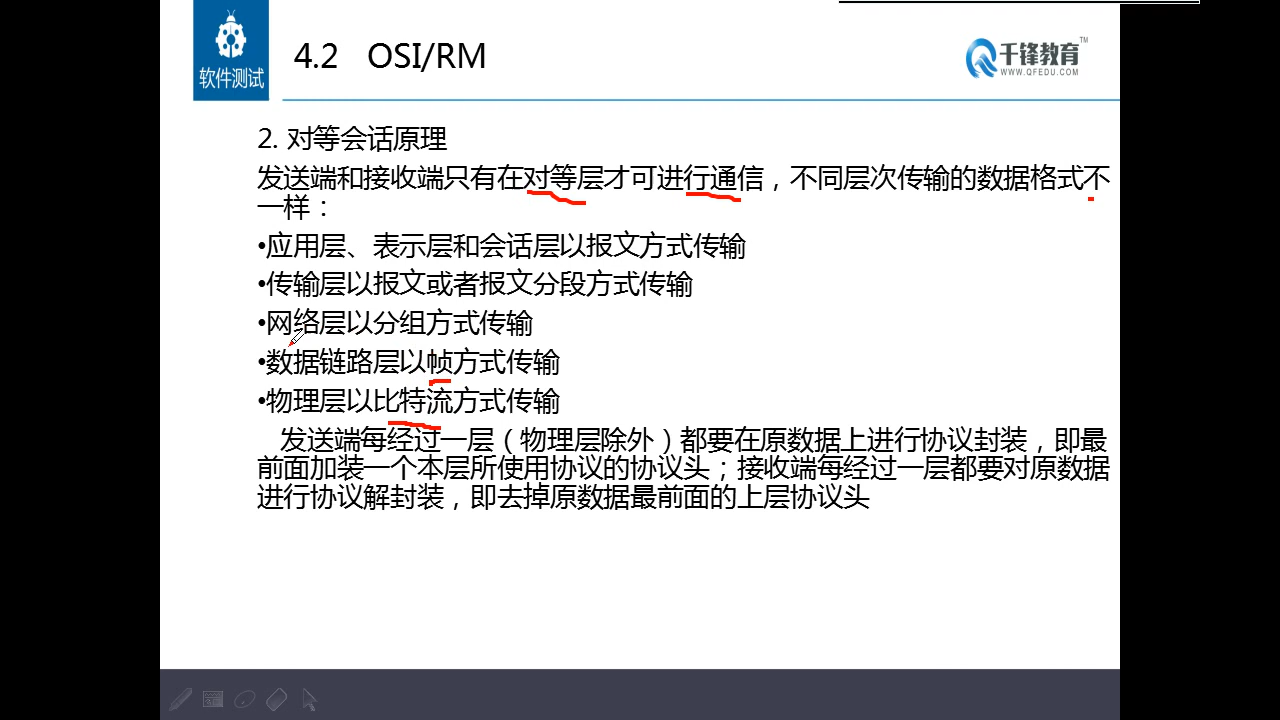 软件测试
4.2 OSI/RM
千锋教育 TM
WWW.QFEDU.COM
2. 对等会话原理
发送端和接收端只有在对等层才可进行通信，不同层次传输的数据格式不
一样：
•应用层、表示层和会话层以报文方式传输
•传输层以报文或者报文分段方式传输
•网络层以分组方式传输
•数据链路层以帧方式传输
•物理层以比特流方式传输
发送端每经过一层（物理层除外）都要在原数据上进行协议封装，即最
前面加装一个本层所使用协议的协议头；接收端每经过一层都要对原数据
进行协议解封装，即去掉原数据最前面的上层协议头